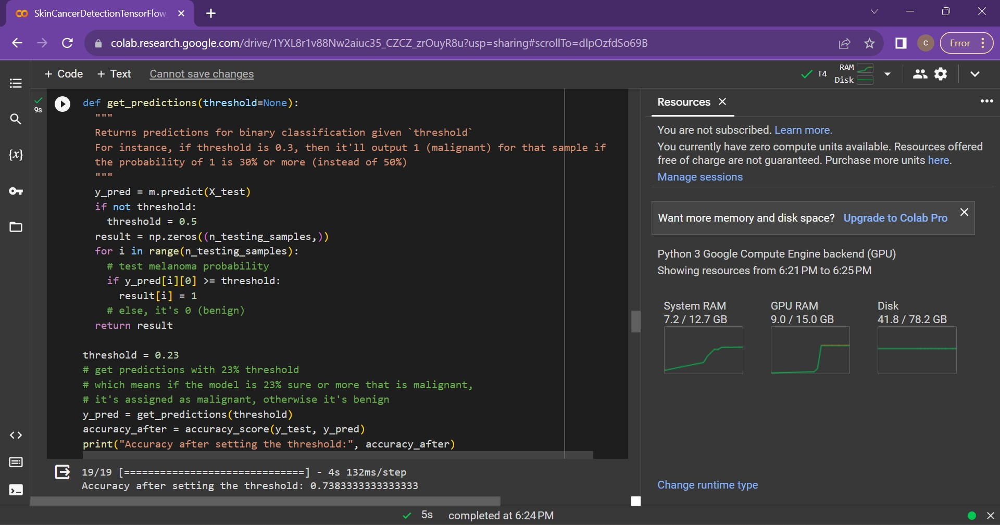 SkinCancerDetectionTensorFlow
colab.research.google.com/drive/1YXL8r1v88Nw2aiuc35_CZCZ_zrOuyR8u?usp=sharing#scrollTo=dlpOzfdSo69B
C
Error
+ Code + Text Cannot save changes
T4
RAM
Disk
9s
{x}
def get_predictions(threshold=None):
"""
Returns predictions for binary classification given `threshold`
For instance, if threshold is 0.3, then it'll output 1 (malignant) for that sample if
the probability of 1 is 30% or more (instead of 50%)
"""
y_pred = m.predict(X_test)
if not threshold:
threshold = 0.5
result = np.zeros((n_testing_samples,))
for i in range(n_testing_samples):
# test melanoma probability
if y_pred[i][0] >= threshold:
result[i] = 1
# else, it's 0 (benign)
return result
threshold = 0.23
# get predictions with 23% threshold
# which means if the model is 23% sure or more that is malignant,
# it's assigned as malignant, otherwise it's benign
y_pred = get_predictions(threshold)
accuracy_after = accuracy_score(y_test, y_pred)
print("Accuracy after setting the threshold:", accuracy_after)
19/19 [==============================] - 4s 132ms/step
Accuracy after setting the threshold: 0.7383333333333333
Resources
You are not subscribed. Learn more.
You currently have zero compute units available. Resources offered
free of charge are not guaranteed. Purchase more units here.
Manage sessions
Want more memory and disk space? Upgrade to Colab Pro
Python 3 Google Compute Engine backend (GPU)
Showing resources from 6:21 PM to 6:25 PM
System RAM
7.2 / 12.7 GB
GPU RAM
9.0 / 15.0 GB
Disk
41.8 / 78.2 GB
Change runtime type
5s completed at 6:24 PM